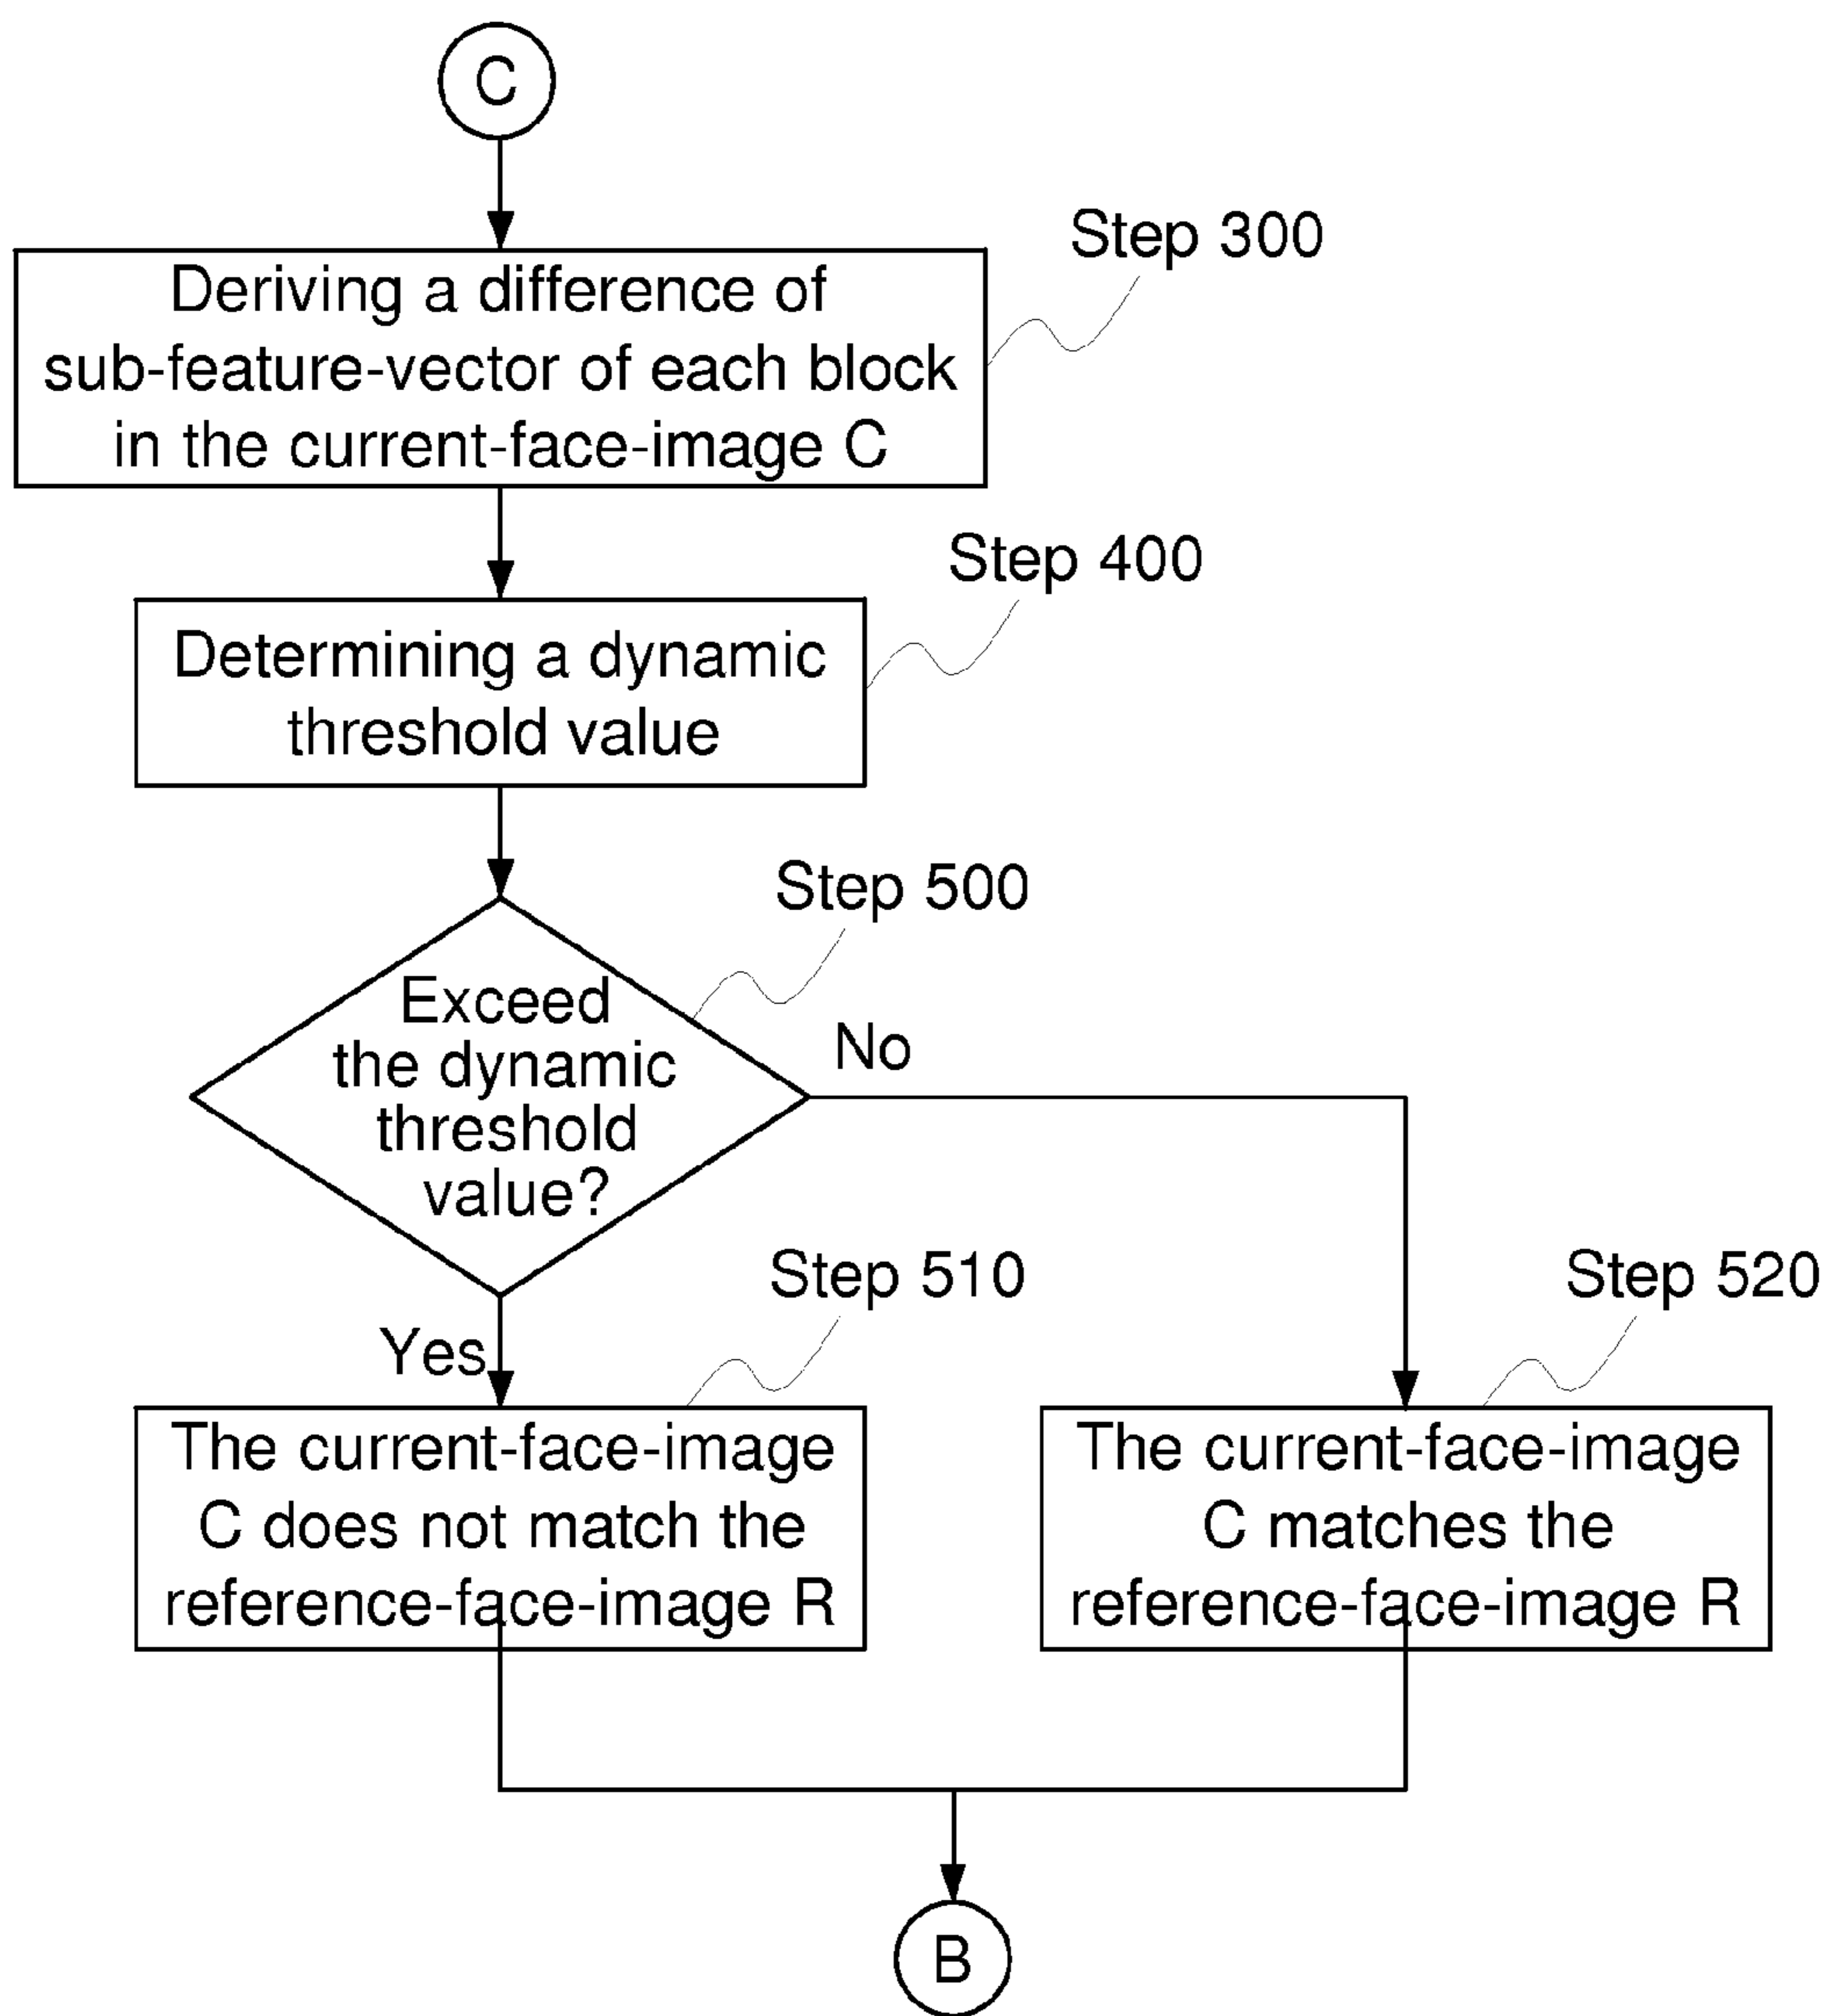 C
Step 300
Deriving a difference of
sub-feature-vector of each block
in the current-face-image C
Step 400
Determining a dynamic
threshold value
Step 500
Exceed
the dynamic
threshold
value?
No
Yes
Step 510
The current-face-image
C does not match the
reference-face-image R
Step 520
The current-face-image
C matches the
reference-face-image R
B